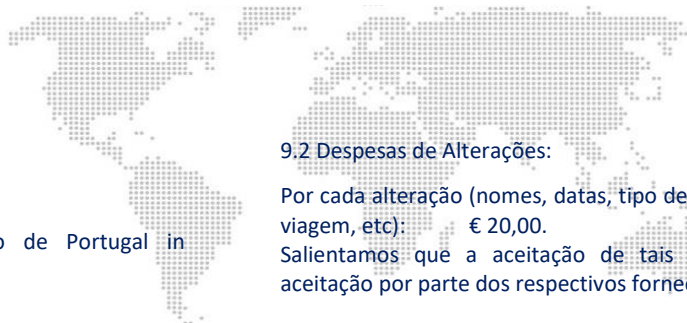 de Portugal in
9.2 Despesas de Alterações:
Por cada alteração (nomes, datas, tipo de
viagem, etc): € 20,00.
Salientamos que a aceitação de tais
aceitação por parte dos respectivos